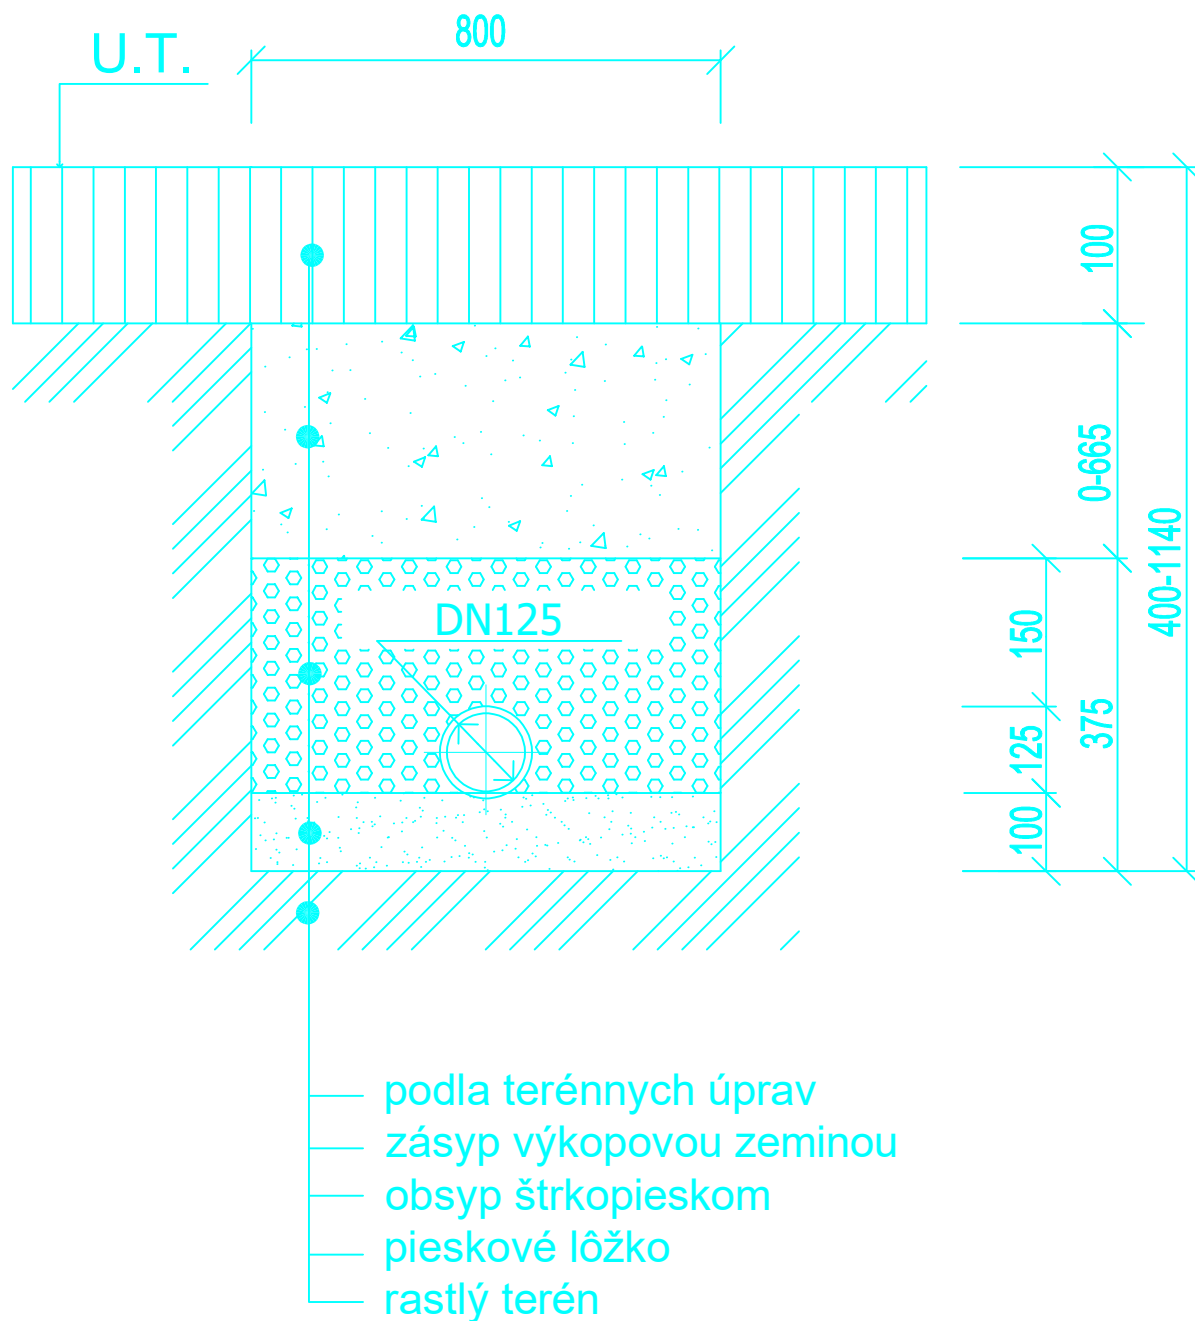 800
U.T.
100
0-665
400-1140
DN125
150
375
125
100
podla terénnych úprav
zásyp výkopovou zeminou
obsyp štrkopieskom
pieskové lôžko
rastlý terén